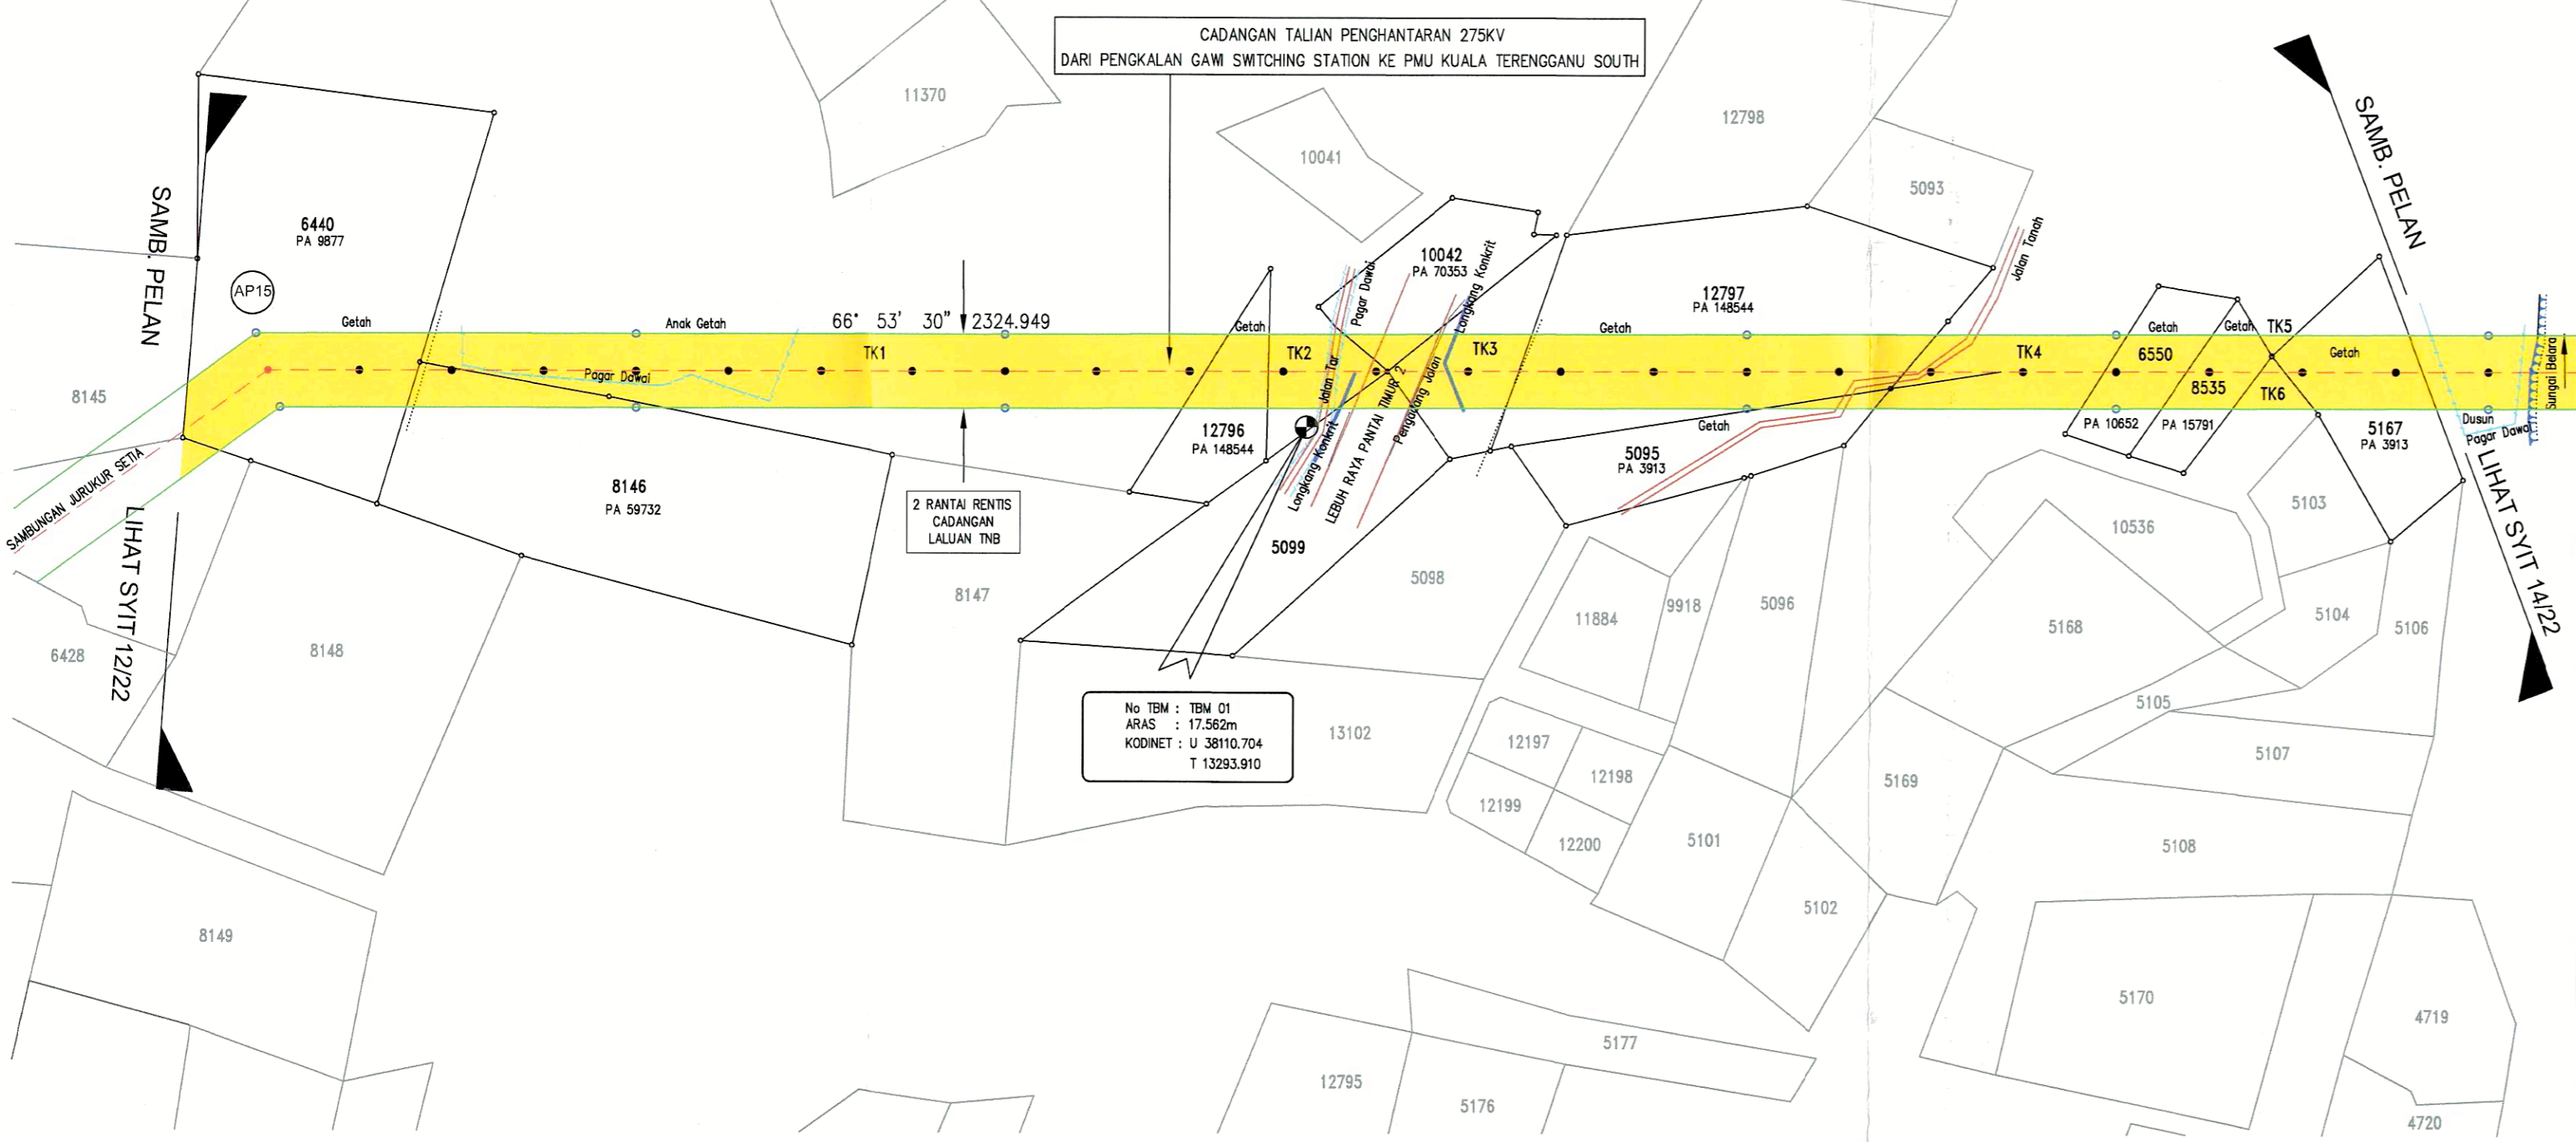 CADANGAN TALIAN PENGHANTARAN 275KV
DARI PENGKALAN GAWI SWITCHING STATION KE PMU KUALA TERENGGANU SOUTH
11370
10041
12798
5093
SAMB. PELAN
SAMB. PELAN
6440
PA 9877
AP15
10042
PA 70353
12797
PA 148544
Jalan Tanah
Pagar Dawai
Longkang Konkrit
Getah
Anak Getah
66° 53' 30" 2324.949
Getah
Getah
Getah
Getah
TK5
TK1
TK2
TK3
TK4
6550
Getah
Pagar Dawai
Jalan Tar
Pengadang Jalan
8535
TK6
Sungai Belara
8145
PA 10652
PA 15791
Dusun
Pagar Dawai
12796
PA 148544
Getah
5095
PA 3913
5167
PA 3913
SAMBUNGAN JURUKUR SETIA
8146
PA 59732
2 RANTAI RENTIS
CADANGAN
LALUAN TNB
Longkang Konkrit
LEBUH RAYA PANTAI TIMUR 2
5099
5098
10536
5103
LIHAT SYIT 12/22
LIHAT SYIT 14/22
8147
11884
9918
5096
5168
5104
5106
6428
8148
5105
No TBM : TBM 01
ARAS : 17.562m
KODINET : U 38110.704
T 13293.910
13102
12197
12198
12199
12200
5169
5107
5101
5108
5102
8149
5170
4719
5177
12795
5176
4720